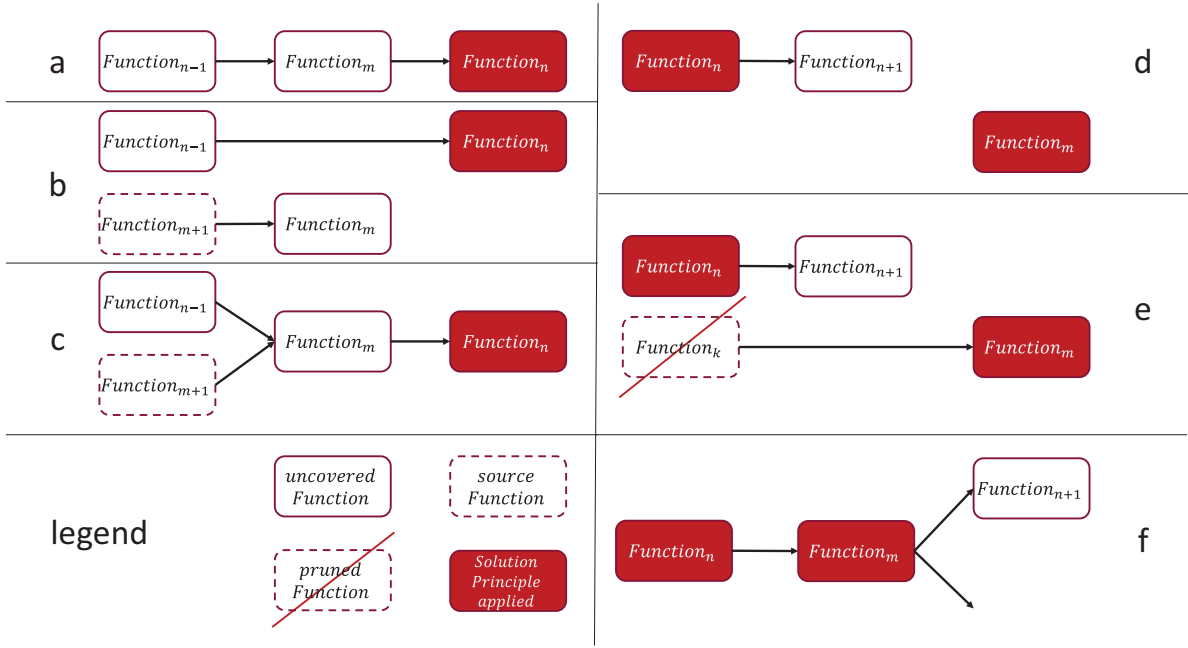 a
Function_{n−1}
Function_m
Function_n
b
Function_{n−1}
Function_n
Function_{m+1}
Function_m
c
Function_{n−1}
Function_{m+1}
Function_m
Function_n
legend
uncovered
Function
source
Function
pruned
Function
Solution
Principle
applied
d
Function_n
Function_{n+1}
Function_m
e
Function_n
Function_{n+1}
Function_k
Function_m
f
Function_n
Function_m
Function_{n+1}